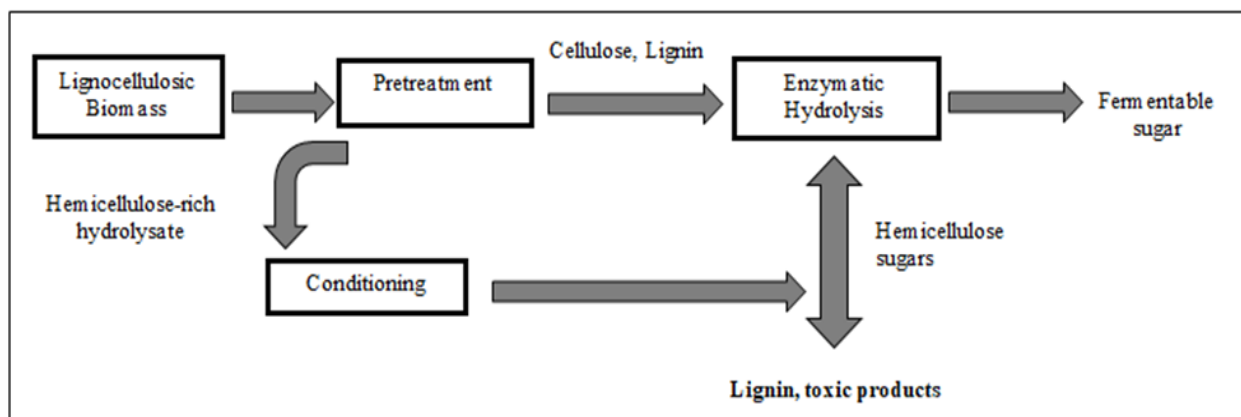 Cellulose, Lignin
Lignocellulosic
Biomass
Pretreatment
Enzymatic
Hydrolysis
Fermentable
sugar
Hemicellulose-rich
hydrolysate
Hemicellulose
sugars
Conditioning
Lignin, toxic products